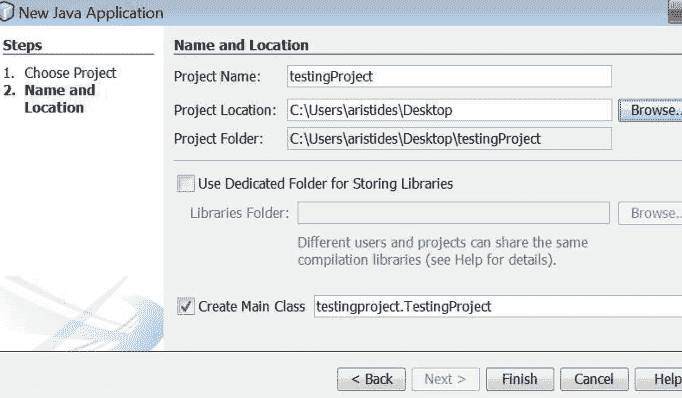 New Java Application
Steps
1. Choose Project
2. Name and
Location
Name and Location
Project Name: testingProject
Project Location: C:\Users\aristides\Desktop Browse..
Project Folder: C:\Users\aristides\Desktop\testingProject
Use Dedicated Folder for Storing Libraries
Libraries Folder: Browse..
Different users and projects can share the same
compilation libraries (see Help for details).
Create Main Class testingproject.TestingProject
< Back Next > Finish Cancel Help